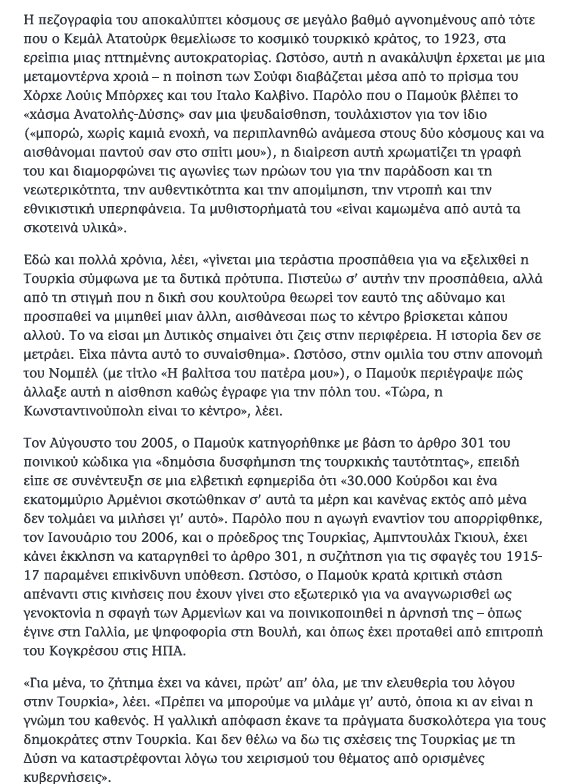 Η πεζογραφία του αποκαλύπτει κόσμους σε μεγάλο βαθμό αγνοημένους από τότε
που ο Κεμάλ Ατατούρκ θεμελίωσε το κοσμικό τουρκικό κράτος, το 1923, στα
ερείπια μιας ηττημένης αυτοκρατορίας. Ωστόσο, αυτή η ανακάλυψη έρχεται με μια
μεταμοντέρνα χροιά – η ποίηση των Σούφι διαβάζεται μέσα από το πρίσμα του
Χόρχε Λούις Μπόρχες και του Ιταλο Καλβίνο. Παρόλο που ο Παμούκ βλέπει το
«χάσμα Ανατολής-Δύσης» σαν μια ψευδαίσθηση, τουλάχιστον για τον ίδιο
(«μπορώ, χωρίς καμιά ενοχή, να περιπλανηθώ ανάμεσα στους δύο κόσμους και να
αισθάνομαι παντού σαν στο σπίτι μου»), η διαίρεση αυτή χρωματίζει τη γραφή
του και διαμορφώνει τις αγωνίες των ηρώων του για την παράδοση και τη
νεωτερικότητα, την αυθεντικότητα και την απομίμηση, την ντροπή και την
εθνικιστική υπερηφάνεια. Τα μυθιστορήματά του «είναι καμωμένα από αυτά τα
σκοτεινά υλικά».
Εδώ και πολλά χρόνια, λέει, «γίνεται μια τεράστια προσπάθεια για να εξελιχθεί η
Τουρκία σύμφωνα με τα δυτικά πρότυπα. Πιστεύω σ’ αυτήν την προσπάθεια, αλλά
από τη στιγμή που η δική σου κουλτούρα θεωρεί τον εαυτό της αδύναμο και
προσπαθεί να μιμηθεί μιαν άλλη, αισθάνεσαι πως το κέντρο βρίσκεται κάπου
αλλού. Το να είσαι μη Δυτικός σημαίνει ότι ζεις στην περιφέρεια. Η ιστορία δεν σε
μετράει. Είχα πάντα αυτό το συναίσθημα». Ωστόσο, στην ομιλία του στην απονομή
του Νομπέλ (με τίτλο «Η βαλίτσα του πατέρα μου»), ο Παμούκ περιέγραψε πώς
άλλαξε αυτή η αίσθηση καθώς έγραφε για την πόλη του. «Τώρα, η
Κωνσταντινούπολη είναι το κέντρο», λέει.
Τον Αύγουστο του 2005, ο Παμούκ κατηγορήθηκε με βάση το άρθρο 301 του
ποινικού κώδικα για «δημόσια δυσφήμηση της τουρκικής ταυτότητας», επειδή
είπε σε συνέντευξη σε μια ελβετική εφημερίδα ότι «30.000 Κούρδοι και ένα
εκατομμύριο Αρμένιοι σκοτώθηκαν σ’ αυτά τα μέρη και κανένας εκτός από μένα
δεν τολμάει να μιλήσει γι’ αυτό». Παρόλο που η αγωγή εναντίον του απορρίφθηκε,
τον Ιανουάριο του 2006, και ο πρόεδρος της Τουρκίας, Αμπντουλάχ Γκιουλ, έχει
κάνει έκκληση να καταργηθεί το άρθρο 301, η συζήτηση για τις σφαγές του 1915-
17 παραμένει επικίνδυνη υπόθεση. Ωστόσο, ο Παμούκ κρατά κριτική στάση
απέναντι στις κινήσεις που έχουν γίνει στο εξωτερικό για να αναγνωρισθεί ως
γενοκτονία η σφαγή των Αρμενίων και να ποινικοποιηθεί η άρνησή της – όπως
έγινε στη Γαλλία, με ψηφοφορία στη Βουλή, και όπως έχει προταθεί από επιτροπή
του Κογκρέσου στις ΗΠΑ.
«Για μένα, το ζήτημα έχει να κάνει, πρώτ’ απ’ όλα, με την ελευθερία του λόγου
στην Τουρκία», λέει. «Πρέπει να μπορούμε να μιλάμε γι’ αυτό, όποια κι αν είναι η
γνώμη του καθενός. Η γαλλική απόφαση έκανε τα πράγματα δυσκολότερα για τους
δημοκράτες στην Τουρκία. Και δεν θέλω να δω τις σχέσεις της Τουρκίας με τη
Δύση να καταστρέφονται λόγω του χειρισμού του θέματος από ορισμένες
κυβερνήσεις».